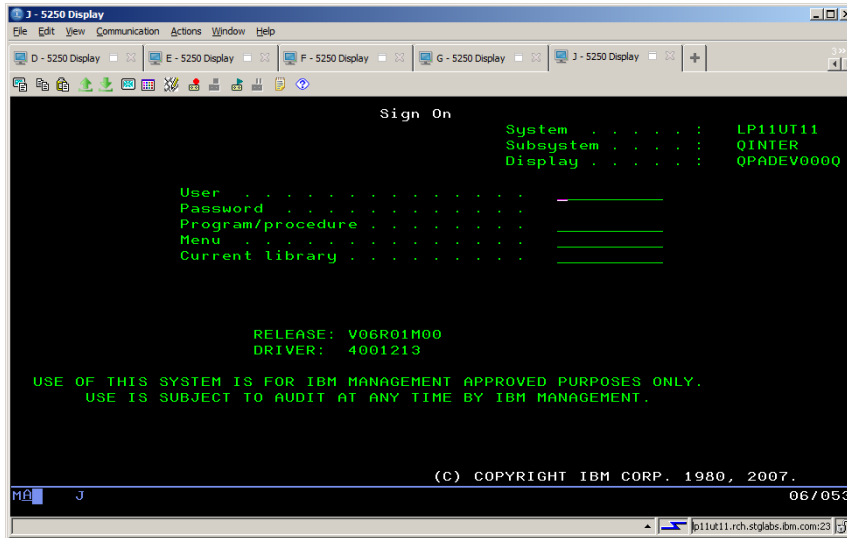 J - 5250 Display
File Edit View Communication Actions Window Help
D - 5250 Display E - 5250 Display F - 5250 Display G - 5250 Display J - 5250 Display
Sign On
System . . . . . : LP11UT11
Subsystem . . . . : QINTER
Display . . . . . : QPADEV000Q
User . . . . . . . . . . . . . .
Password . . . . . . . . . . . .
Program/procedure . . . . . . . .
Menu . . . . . . . . . . . . . .
Current library . . . . . . . . .
RELEASE: V06R01M00
DRIVER: 4001213
USE OF THIS SYSTEM IS FOR IBM MANAGEMENT APPROVED PURPOSES ONLY.
USE IS SUBJECT TO AUDIT AT ANY TIME BY IBM MANAGEMENT.
(C) COPYRIGHT IBM CORP. 1980, 2007.
MA J 06/053
lp11ut11.rch.stglabs.ibm.com:23